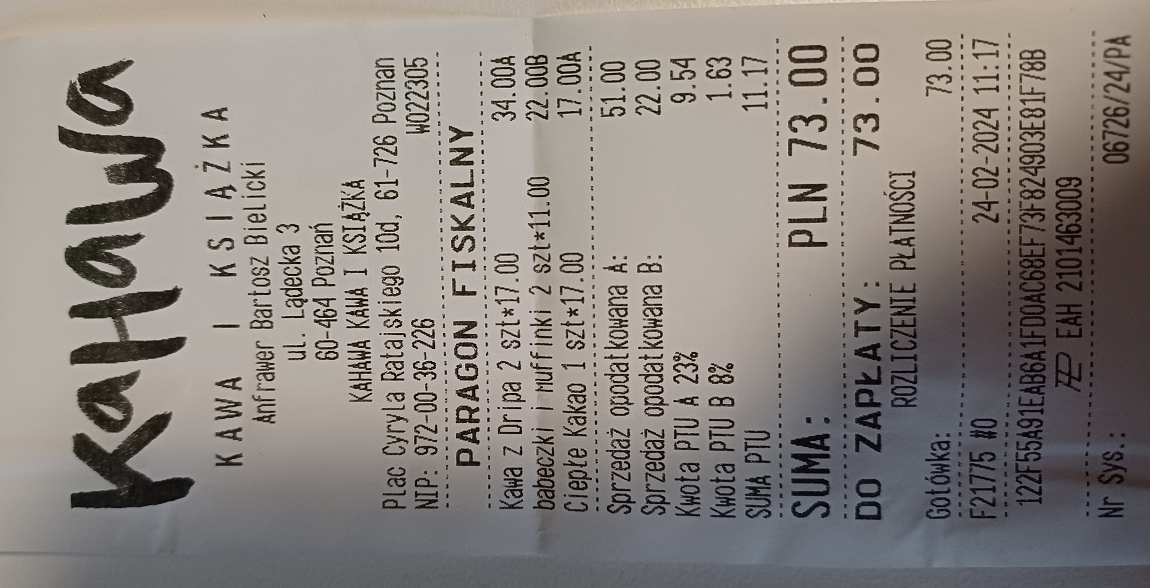 KaHaWa
KAWA I KSIĄŻKA
Anfrawer Bartosz Bielicki
ul. Lądecka 3
60-464 Poznań
KAHAWA KAWA I KSIĄZKA
Plac Cyryla Ratajskiego 10d, 61-726 Poznan
NIP: 972-00-36-226 W022305
PARAGON FISKALNY
Kawa z Dripa 2 szt*17.00 34.00A
babeczki i muffinki 2 szt*11.00 22.00B
Ciepłe Kakao 1 szt*17.00 17.00A
Sprzedaż opodatkowana A: 51.00
Sprzedaż opodatkowana B: 22.00
Kwota PTU A 23% 9.54
Kwota PTU B 8% 1.63
SUMA PTU 11.17
SUMA: PLN 73.00
DO ZAPŁATY: 73.00
ROZLICZENIE PŁATNOŚCI
Gotówka: 73.00
F21775 #0 24-02-2024 11:17
122F55A91EAB6A1FD0AC68EF73F824903E81F78B
EAH 2101463009
Nr Sys.: 06726/24/PA